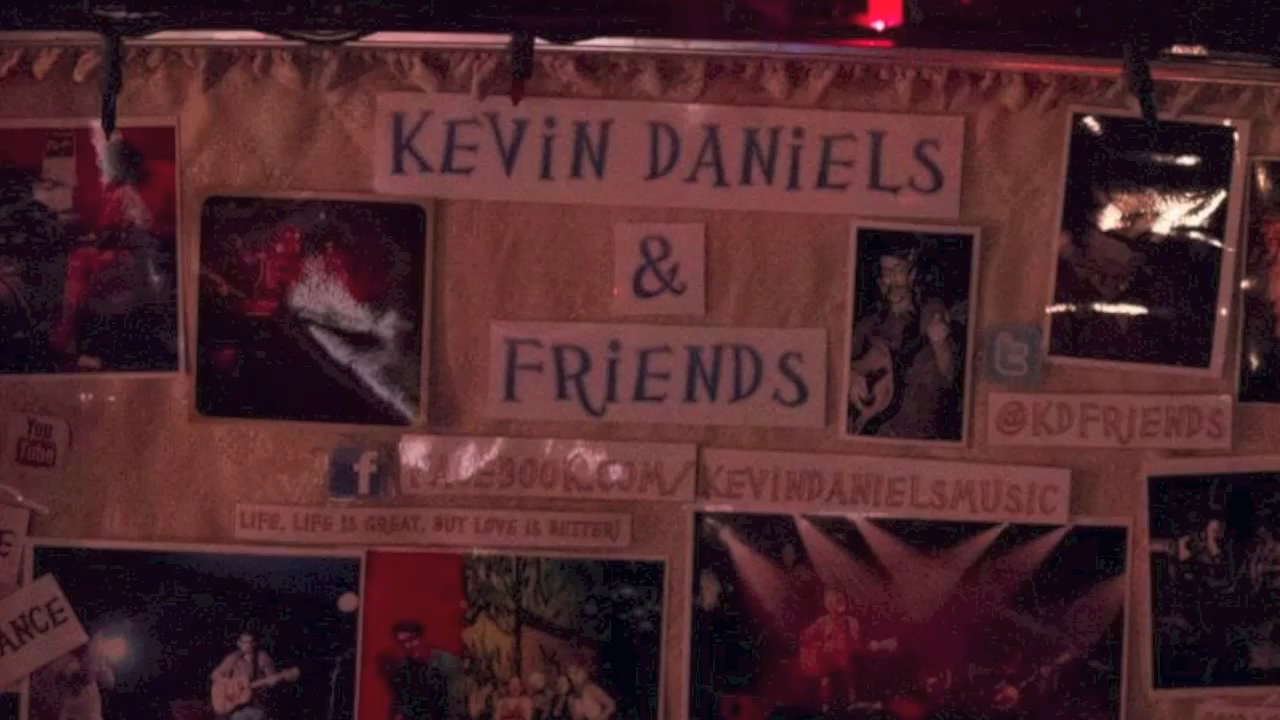 KEViN DANiELS
&
FRiENDS
@KDFRIENDS
You
Tube
f
t
FACEBOOK.COM/KEVINDANIELSMUSIC
LIFE, LIFE IS GREAT, BUT LOVE IS BETTER!
E
ANCE